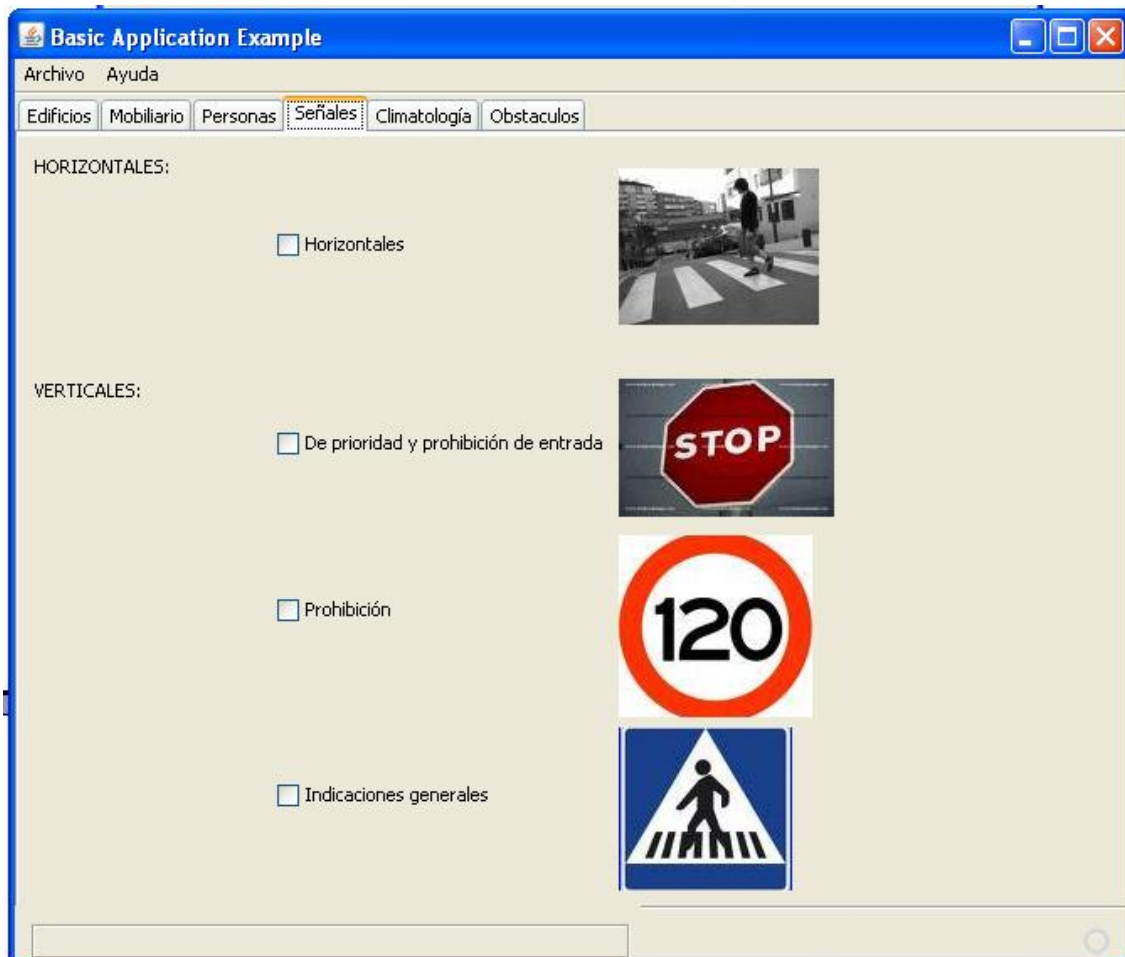 Basic Application Example
Archivo Ayuda
Edificios Mobiliario Personas Señales Climatología Obstaculos
HORIZONTALES:
Horizontales
VERTICALES:
De prioridad y prohibición de entrada
STOP
Prohibición
120
Indicaciones generales